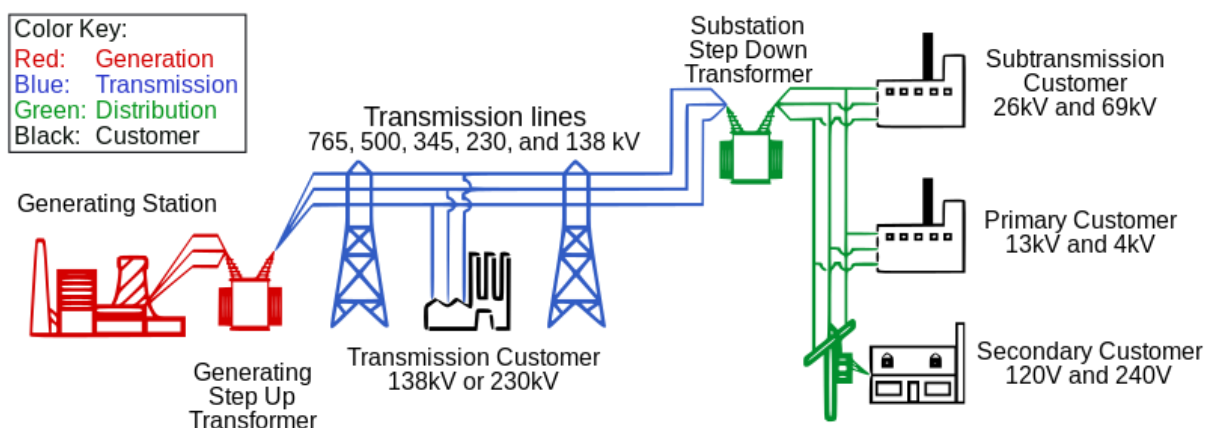 Color Key:
Red: Generation
Blue: Transmission
Green: Distribution
Black: Customer
Generating Station
Generating
Step Up
Transformer
Transmission lines
765, 500, 345, 230, and 138 kV
Transmission Customer
138kV or 230kV
Substation
Step Down
Transformer
Subtransmission
Customer
26kV and 69kV
Primary Customer
13kV and 4kV
Secondary Customer
120V and 240V